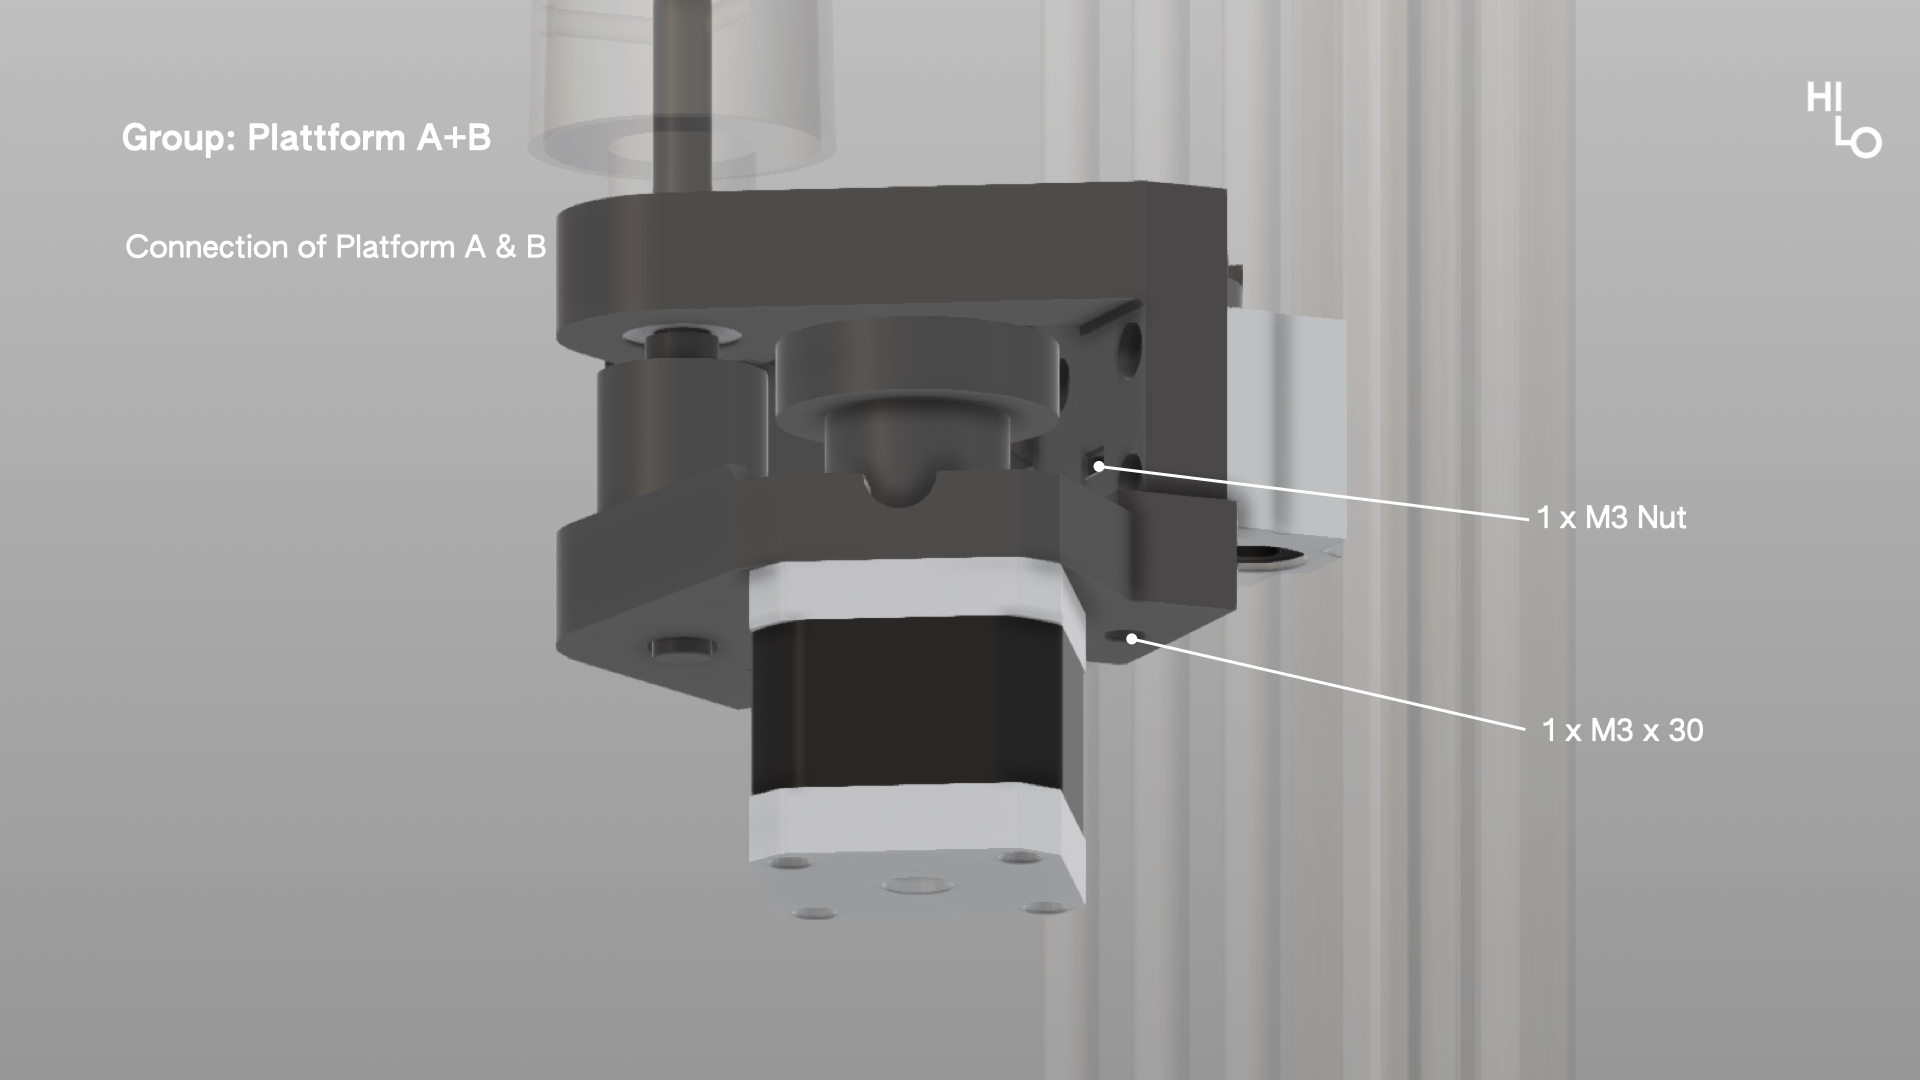 Group: Plattform A+B
HI
LO
Connection of Platform A & B
1 x M3 Nut
1 x M3 x 30